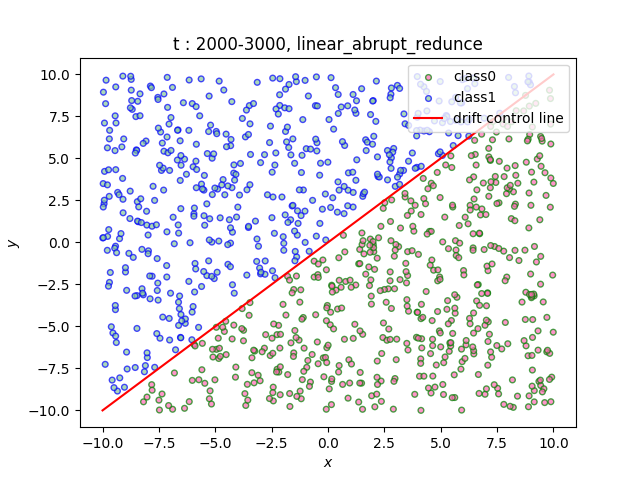 t : 2000-3000, linear_abrupt_redunce
class0
class1
drift control line
10.0
7.5
5.0
2.5
0.0
−2.5
−5.0
−7.5
−10.0
y
−10.0 −7.5 −5.0 −2.5 0.0 2.5 5.0 7.5 10.0
x